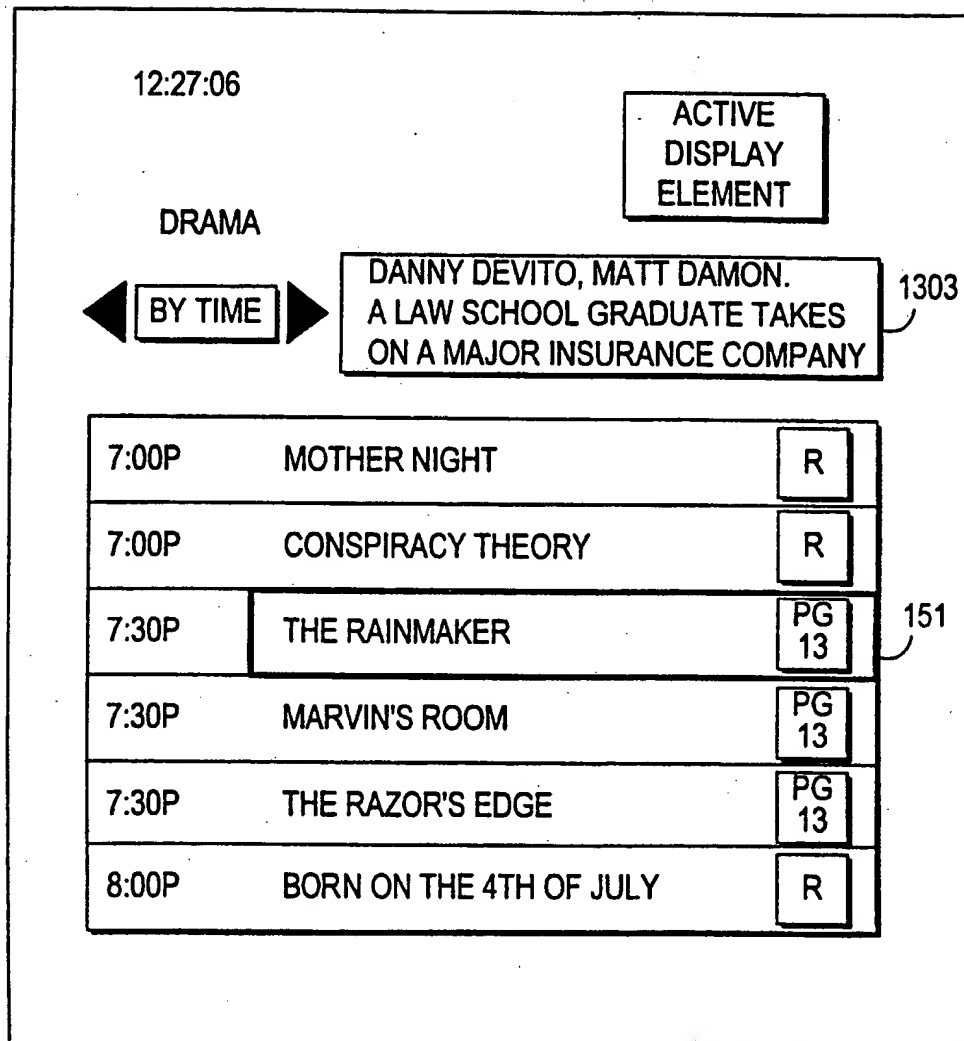 12:27:06
ACTIVE
DISPLAY
ELEMENT
DRAMA
BY TIME
DANNY DEVITO, MATT DAMON.
A LAW SCHOOL GRADUATE TAKES
ON A MAJOR INSURANCE COMPANY
1303
7:00P MOTHER NIGHT R
7:00P CONSPIRACY THEORY R
7:30P THE RAINMAKER PG 13
151
7:30P MARVIN'S ROOM PG 13
7:30P THE RAZOR'S EDGE PG 13
8:00P BORN ON THE 4TH OF JULY R